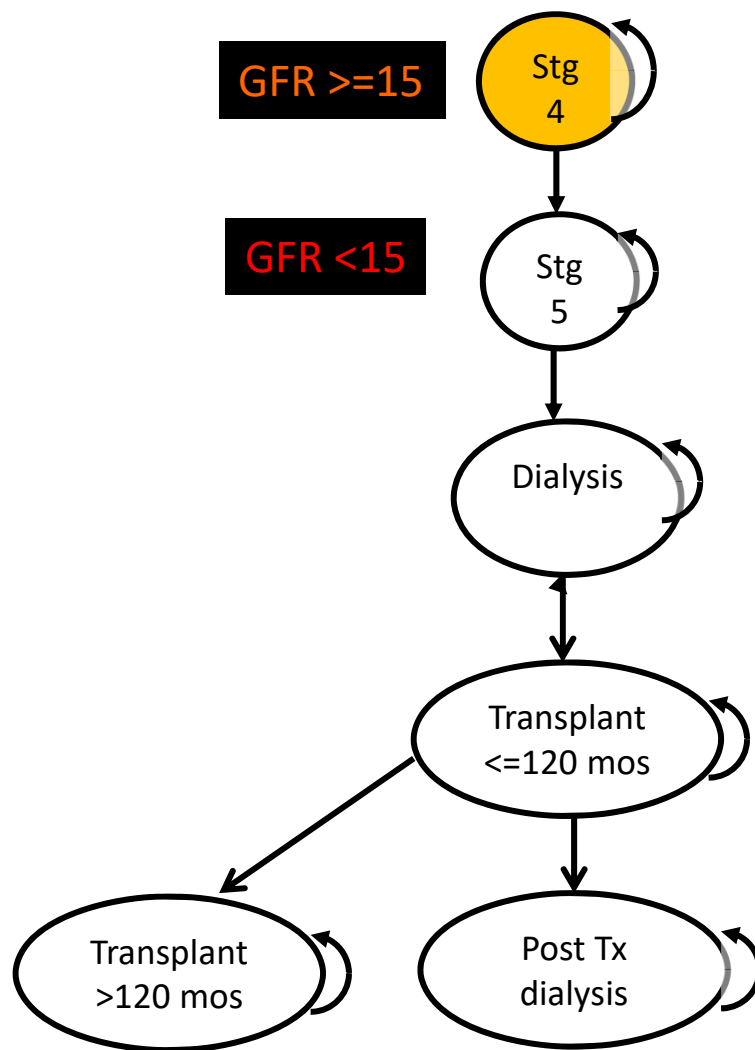 GFR >=15
Stg
4
GFR <15
Stg
5
Dialysis
Transplant
<=120 mos
Transplant
>120 mos
Post Tx
dialysis